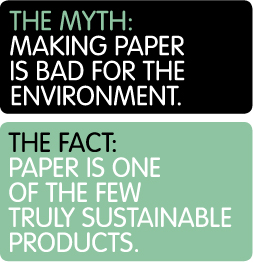 THE MYTH:
MAKING PAPER
IS BAD FOR THE
ENVIRONMENT.
THE FACT:
PAPER IS ONE
OF THE FEW
TRULY SUSTAINABLE
PRODUCTS.